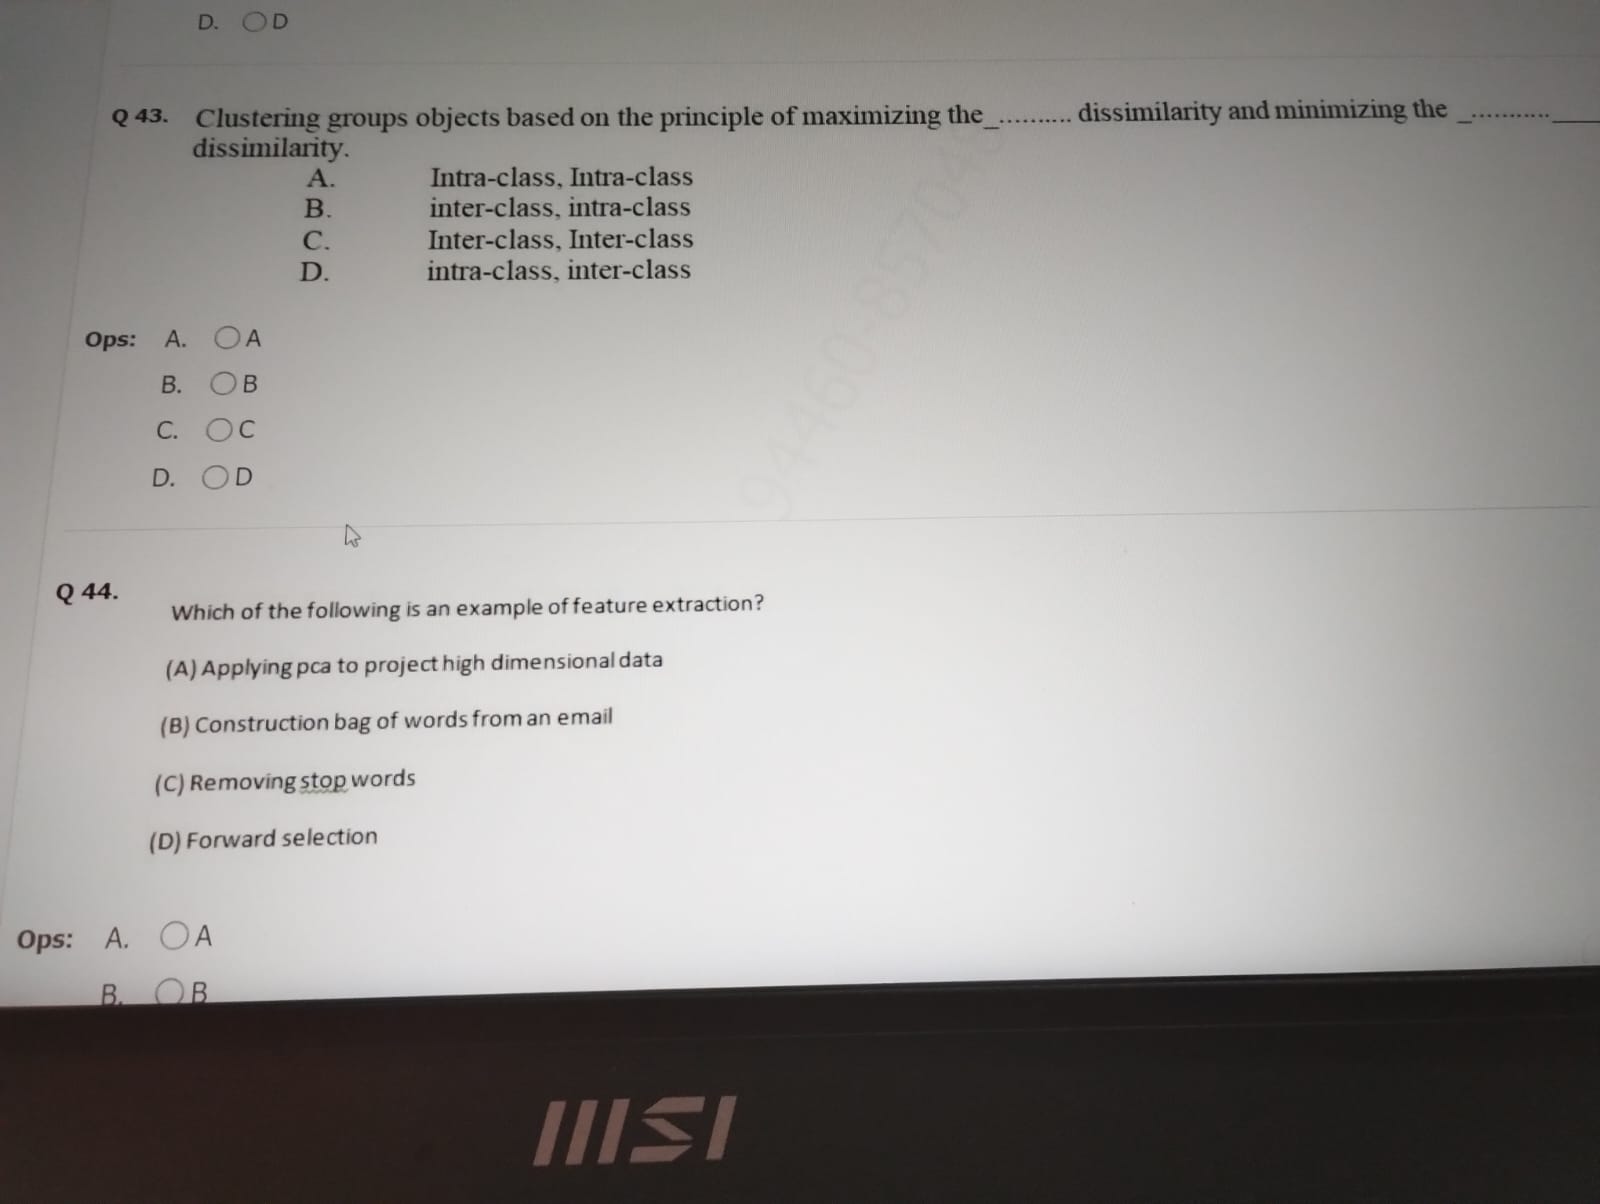 D. D
Q 43. Clustering groups objects based on the principle of maximizing the_.......... dissimilarity and minimizing the _...........____
dissimilarity.
A. Intra-class, Intra-class
B. inter-class, intra-class
C. Inter-class, Inter-class
D. intra-class, inter-class
Ops: A. A
B. B
C. C
D. D
Q 44.
Which of the following is an example of feature extraction?
(A) Applying pca to project high dimensional data
(B) Construction bag of words from an email
(C) Removing stop words
(D) Forward selection
Ops: A. A
B. B
msi